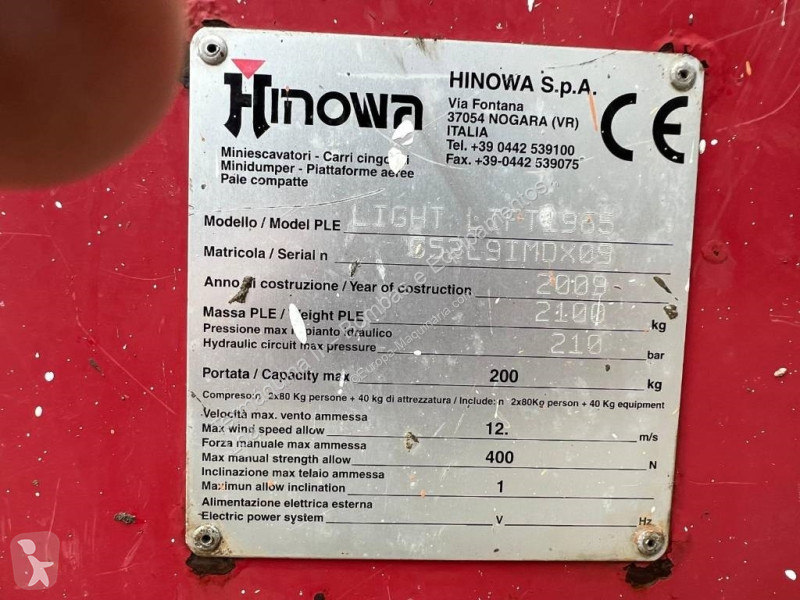 Hinowa
HINOWA S.p.A.
Via Fontana
37054 NOGARA (VR)
ITALIA
Tel. +39 0442 539100
Fax. +39-0442 539075
CE
Miniescavatori - Carri
Minidumper - Piattaforme aeree
Pale compatte
Modello / Model PLE LIGHT LIFT1985
Matricola / Serial n
Anno di costruzione / Year of costruction 2009
Massa PLE / Weight PLE 2100 kg
Pressione max impianto idraulico
Hydraulic circuit max pressure 210 bar
Portata / Capacity max 200 kg
Compreso: n 2x80 Kg persone + 40 kg di attrezzatura / Include: n 2x80Kg person + 40 Kg equipment
Velocità max. vento ammessa
Max wind speed allow 12. m/s
Forza manuale max ammessa
Max manual strength allow 400 N
Inclinazione max telaio ammessa
Maximun allow inclination 1
Alimentazione elettrica esterna
Electric power system V Hz